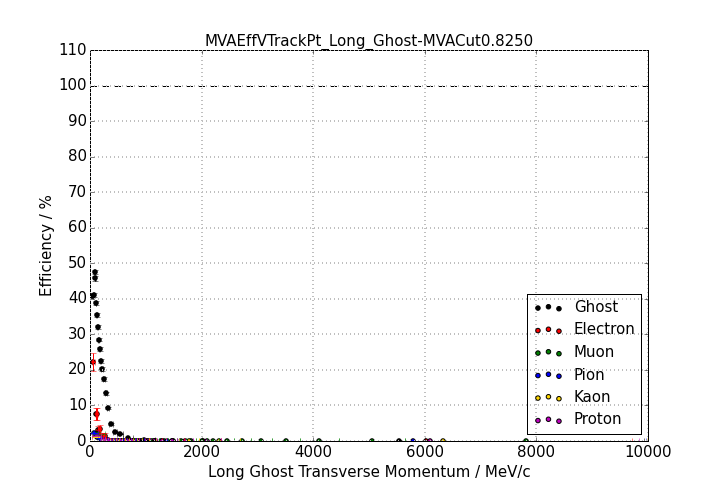 MVAEffVTrackPt_Long_Ghost-MVACut0.8250
110
100
90
80
70
60
50
40
30
20
10
0
Efficiency / %
Ghost
Electron
Muon
Pion
Kaon
Proton
0 2000 4000 6000 8000 10000
Long Ghost Transverse Momentum / MeV/c